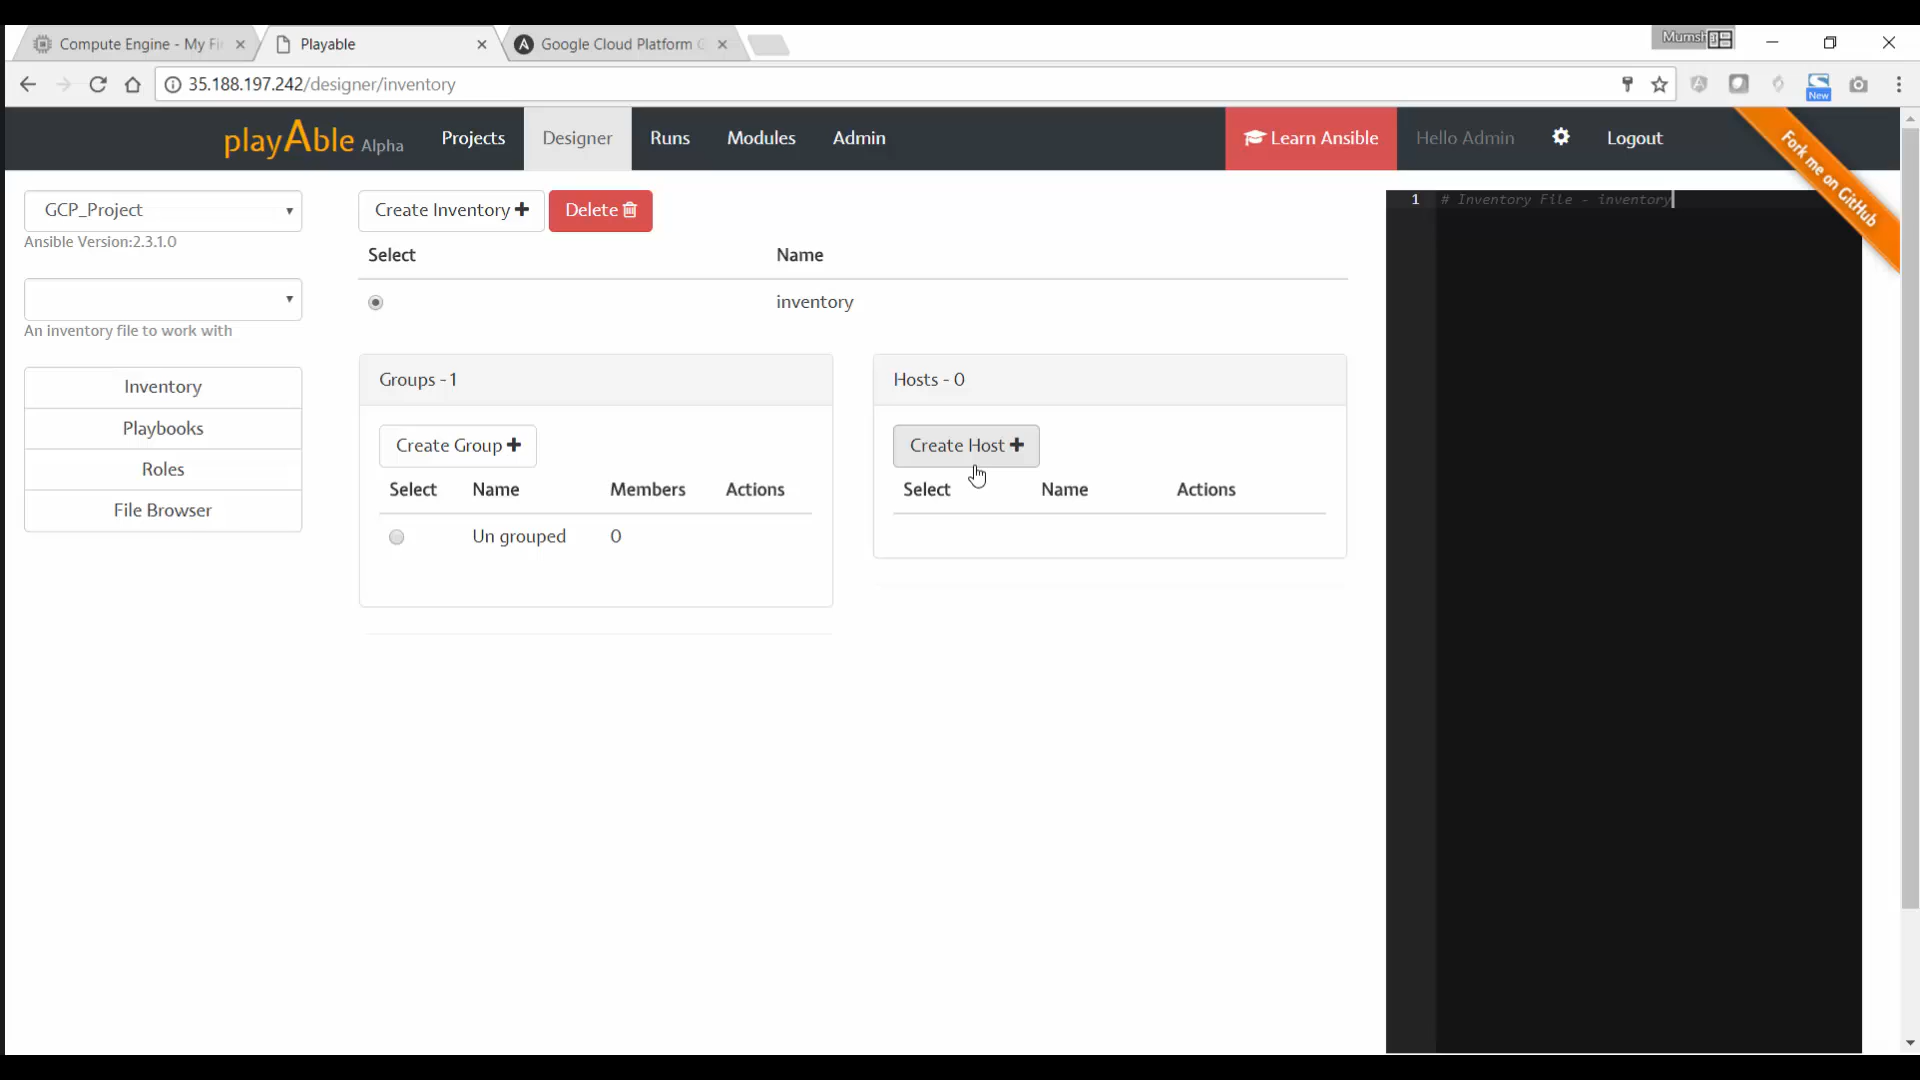 Compute Engine - My Fi
Playable
Google Cloud Platform G
35.188.197.242/designer/inventory
New
playAble Alpha
Projects
Designer
Runs
Modules
Admin
Learn Ansible
Hello Admin
Logout
Fork me on GitHub
GCP_Project
Ansible Version:2.3.1.0
An inventory file to work with
Inventory
Playbooks
Roles
File Browser
Create Inventory
Delete
Select Name
inventory
Groups -1
Create Group
Select Name Members Actions
Un grouped 0
Hosts - 0
Create Host
Select Name Actions
1 # Inventory File - inventory